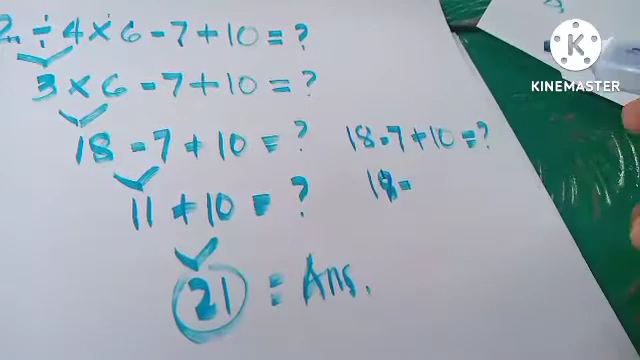 ÷ 4 × 6 - 7 + 10 = ?
3 × 6 - 7 + 10 = ?
18 - 7 + 10 = ?
11 + 10 = ?
21 = Ans.
18 - 7 + 10 = ?
18 -
KINEMASTER